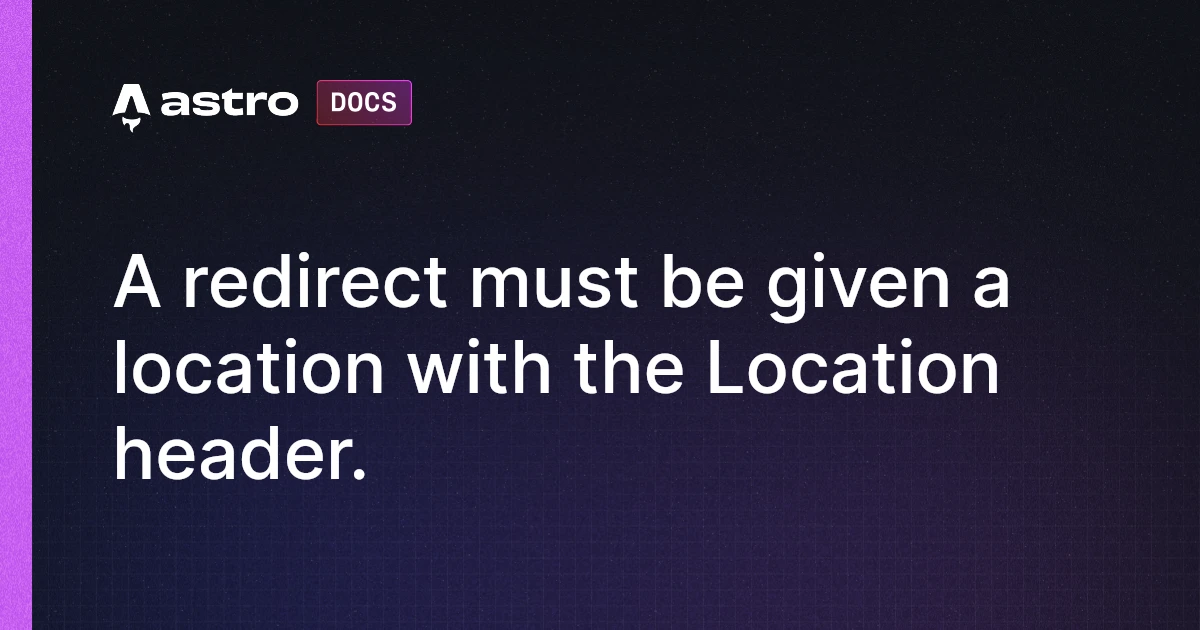 astro DOCS
A redirect must be given a
location with the Location
header.